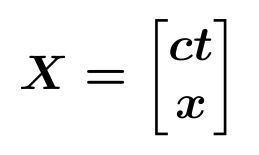 X = [ct
x]